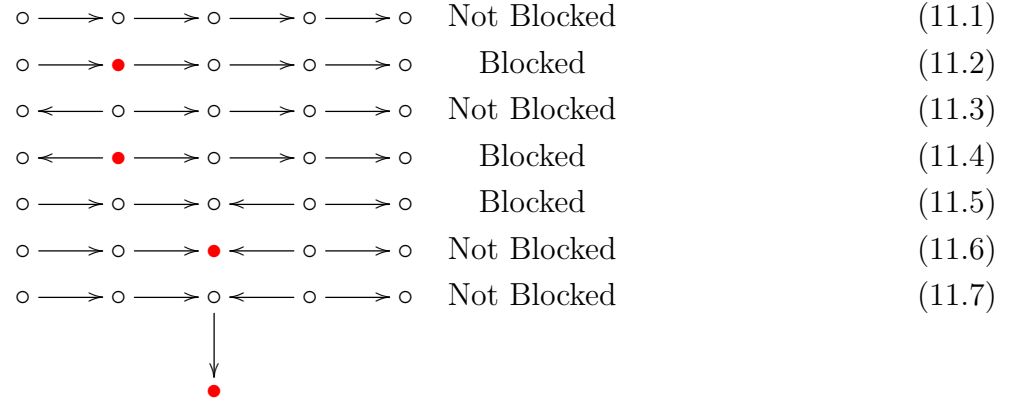 Not Blocked (11.1)
Blocked (11.2)
Not Blocked (11.3)
Blocked (11.4)
Blocked (11.5)
Not Blocked (11.6)
Not Blocked (11.7)